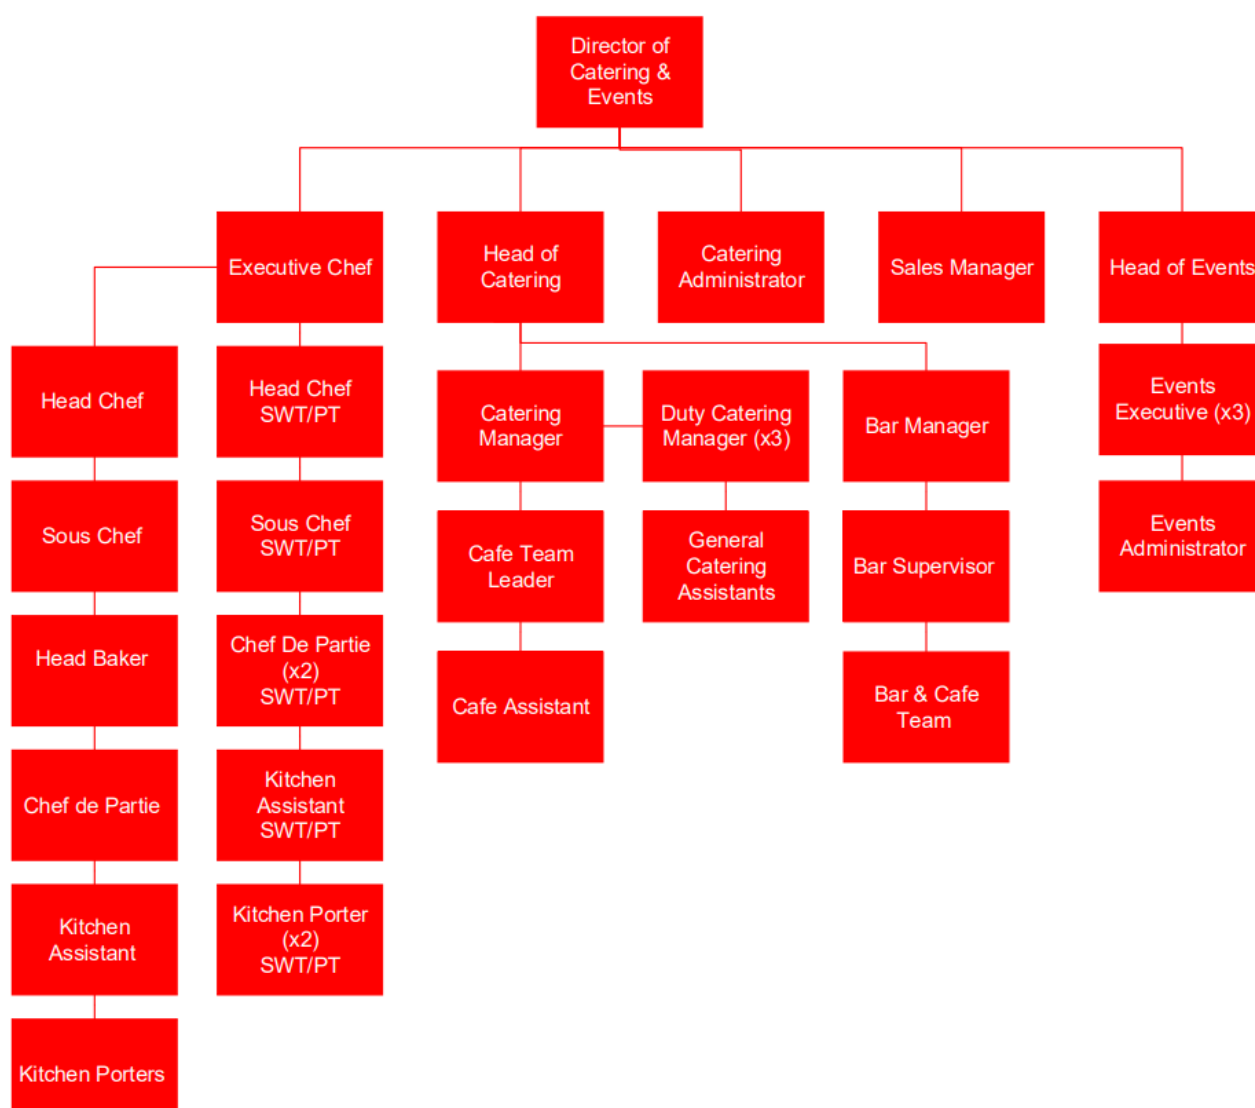 Director of
Catering &
Events
Executive Chef
Head of
Catering
Catering
Administrator
Sales Manager
Head of Events
Head Chef
Head Chef
SWT/PT
Catering
Manager
Duty Catering
Manager (x3)
Bar Manager
Events
Executive (x3)
Sous Chef
Sous Chef
SWT/PT
Cafe Team
Leader
General
Catering
Assistants
Bar Supervisor
Events
Administrator
Head Baker
Chef De Partie
(x2)
SWT/PT
Cafe Assistant
Bar & Cafe
Team
Chef de Partie
Kitchen
Assistant
SWT/PT
Kitchen
Assistant
Kitchen Porter
(x2)
SWT/PT
Kitchen Porters